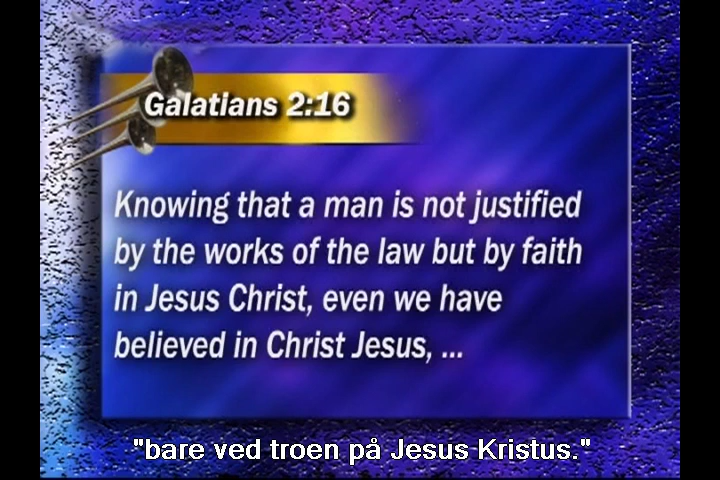 Galatians 2:16
Knowing that a man is not justified
by the works of the law but by faith
in Jesus Christ, even we have
believed in Christ Jesus, ...
"bare ved troen på Jesus Kristus."